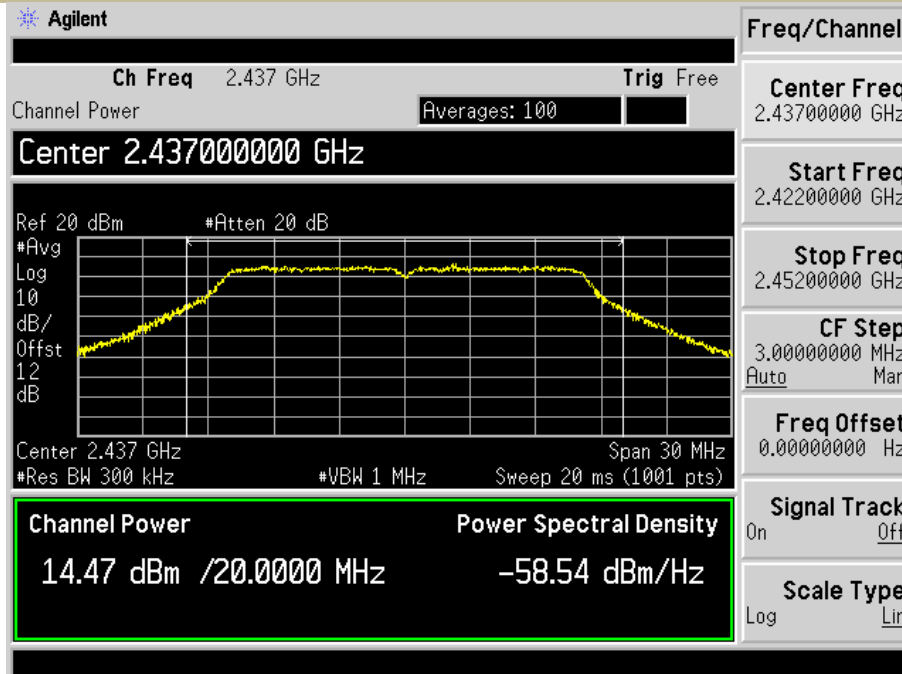 Agilent
Freq/Channel
Ch Freq 2.437 GHz Trig Free
Channel Power Averages: 100
Center 2.437000000 GHz
Ref 20 dBm #Atten 20 dB
#Avg
Log
10
dB/
Offst
12
dB
Center 2.437 GHz Span 30 MHz
#Res BW 300 kHz #VBW 1 MHz Sweep 20 ms (1001 pts)
Channel Power Power Spectral Density
14.47 dBm /20.0000 MHz -58.54 dBm/Hz
Center Freq
2.43700000 GHz
Start Freq
2.42200000 GHz
Stop Freq
2.45200000 GHz
CF Step
3.00000000 MHz
Auto Man
Freq Offset
0.00000000 Hz
Signal Track
On Off
Scale Type
Log Lin